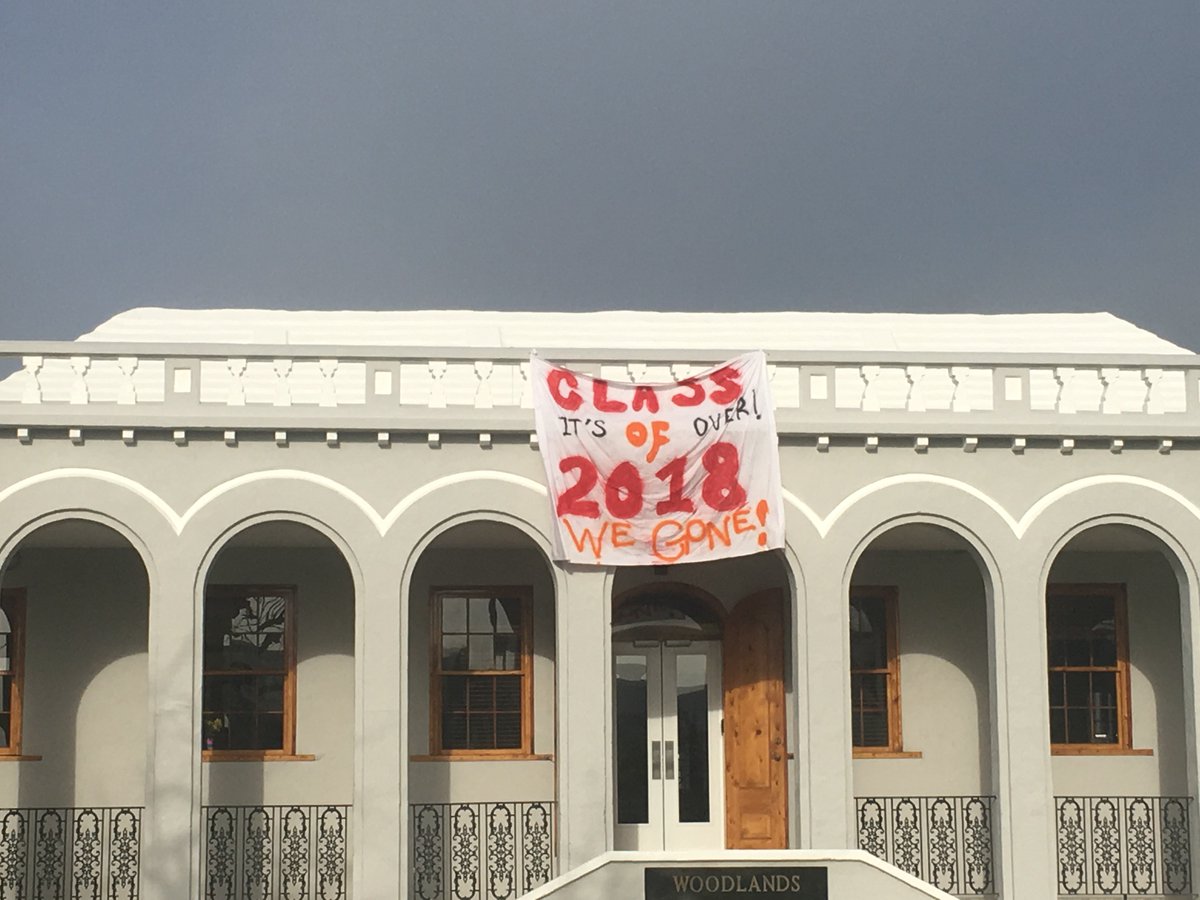 CLASS
IT'S OF OVER!
2018
WE GONE!
WOODLANDS